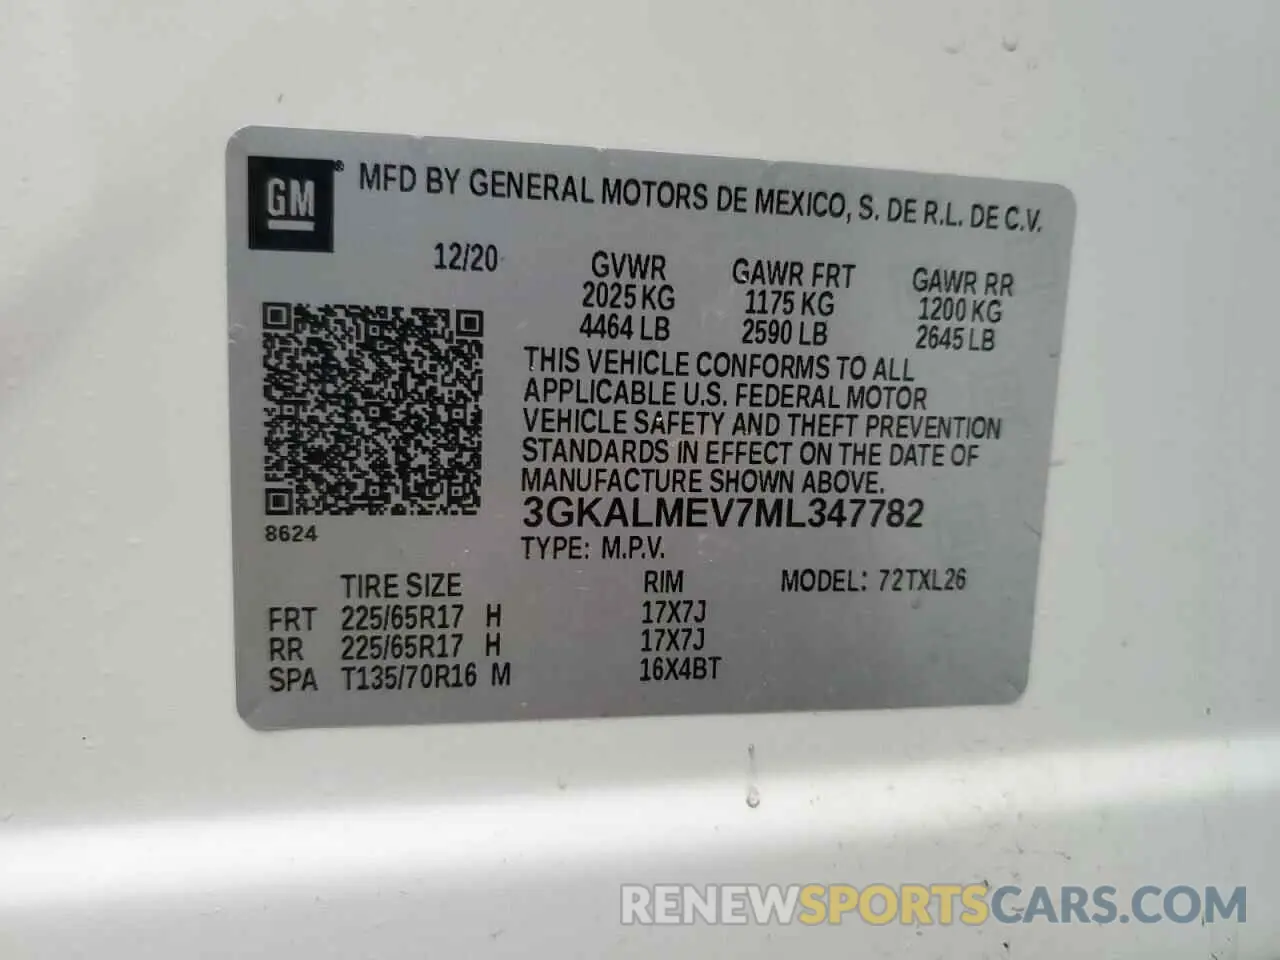 GM ® MFD BY GENERAL MOTORS DE MEXICO, S. DE R.L. DE C.V.
12/20 GVWR GAWR FRT GAWR RR
2025 KG 1175 KG 1200 KG
4464 LB 2590 LB 2645 LB
THIS VEHICLE CONFORMS TO ALL
APPLICABLE U.S. FEDERAL MOTOR
VEHICLE SAFETY AND THEFT PREVENTION
STANDARDS IN EFFECT ON THE DATE OF
MANUFACTURE SHOWN ABOVE.
3GKALMEV7ML347782
8624
TYPE: M.P.V.
TIRE SIZE RIM MODEL: 72TXL26
FRT 225/65R17 H 17X7J
RR 225/65R17 H 17X7J
SPA T135/70R16 M 16X4BT
RENEWSPORTSCARS.COM